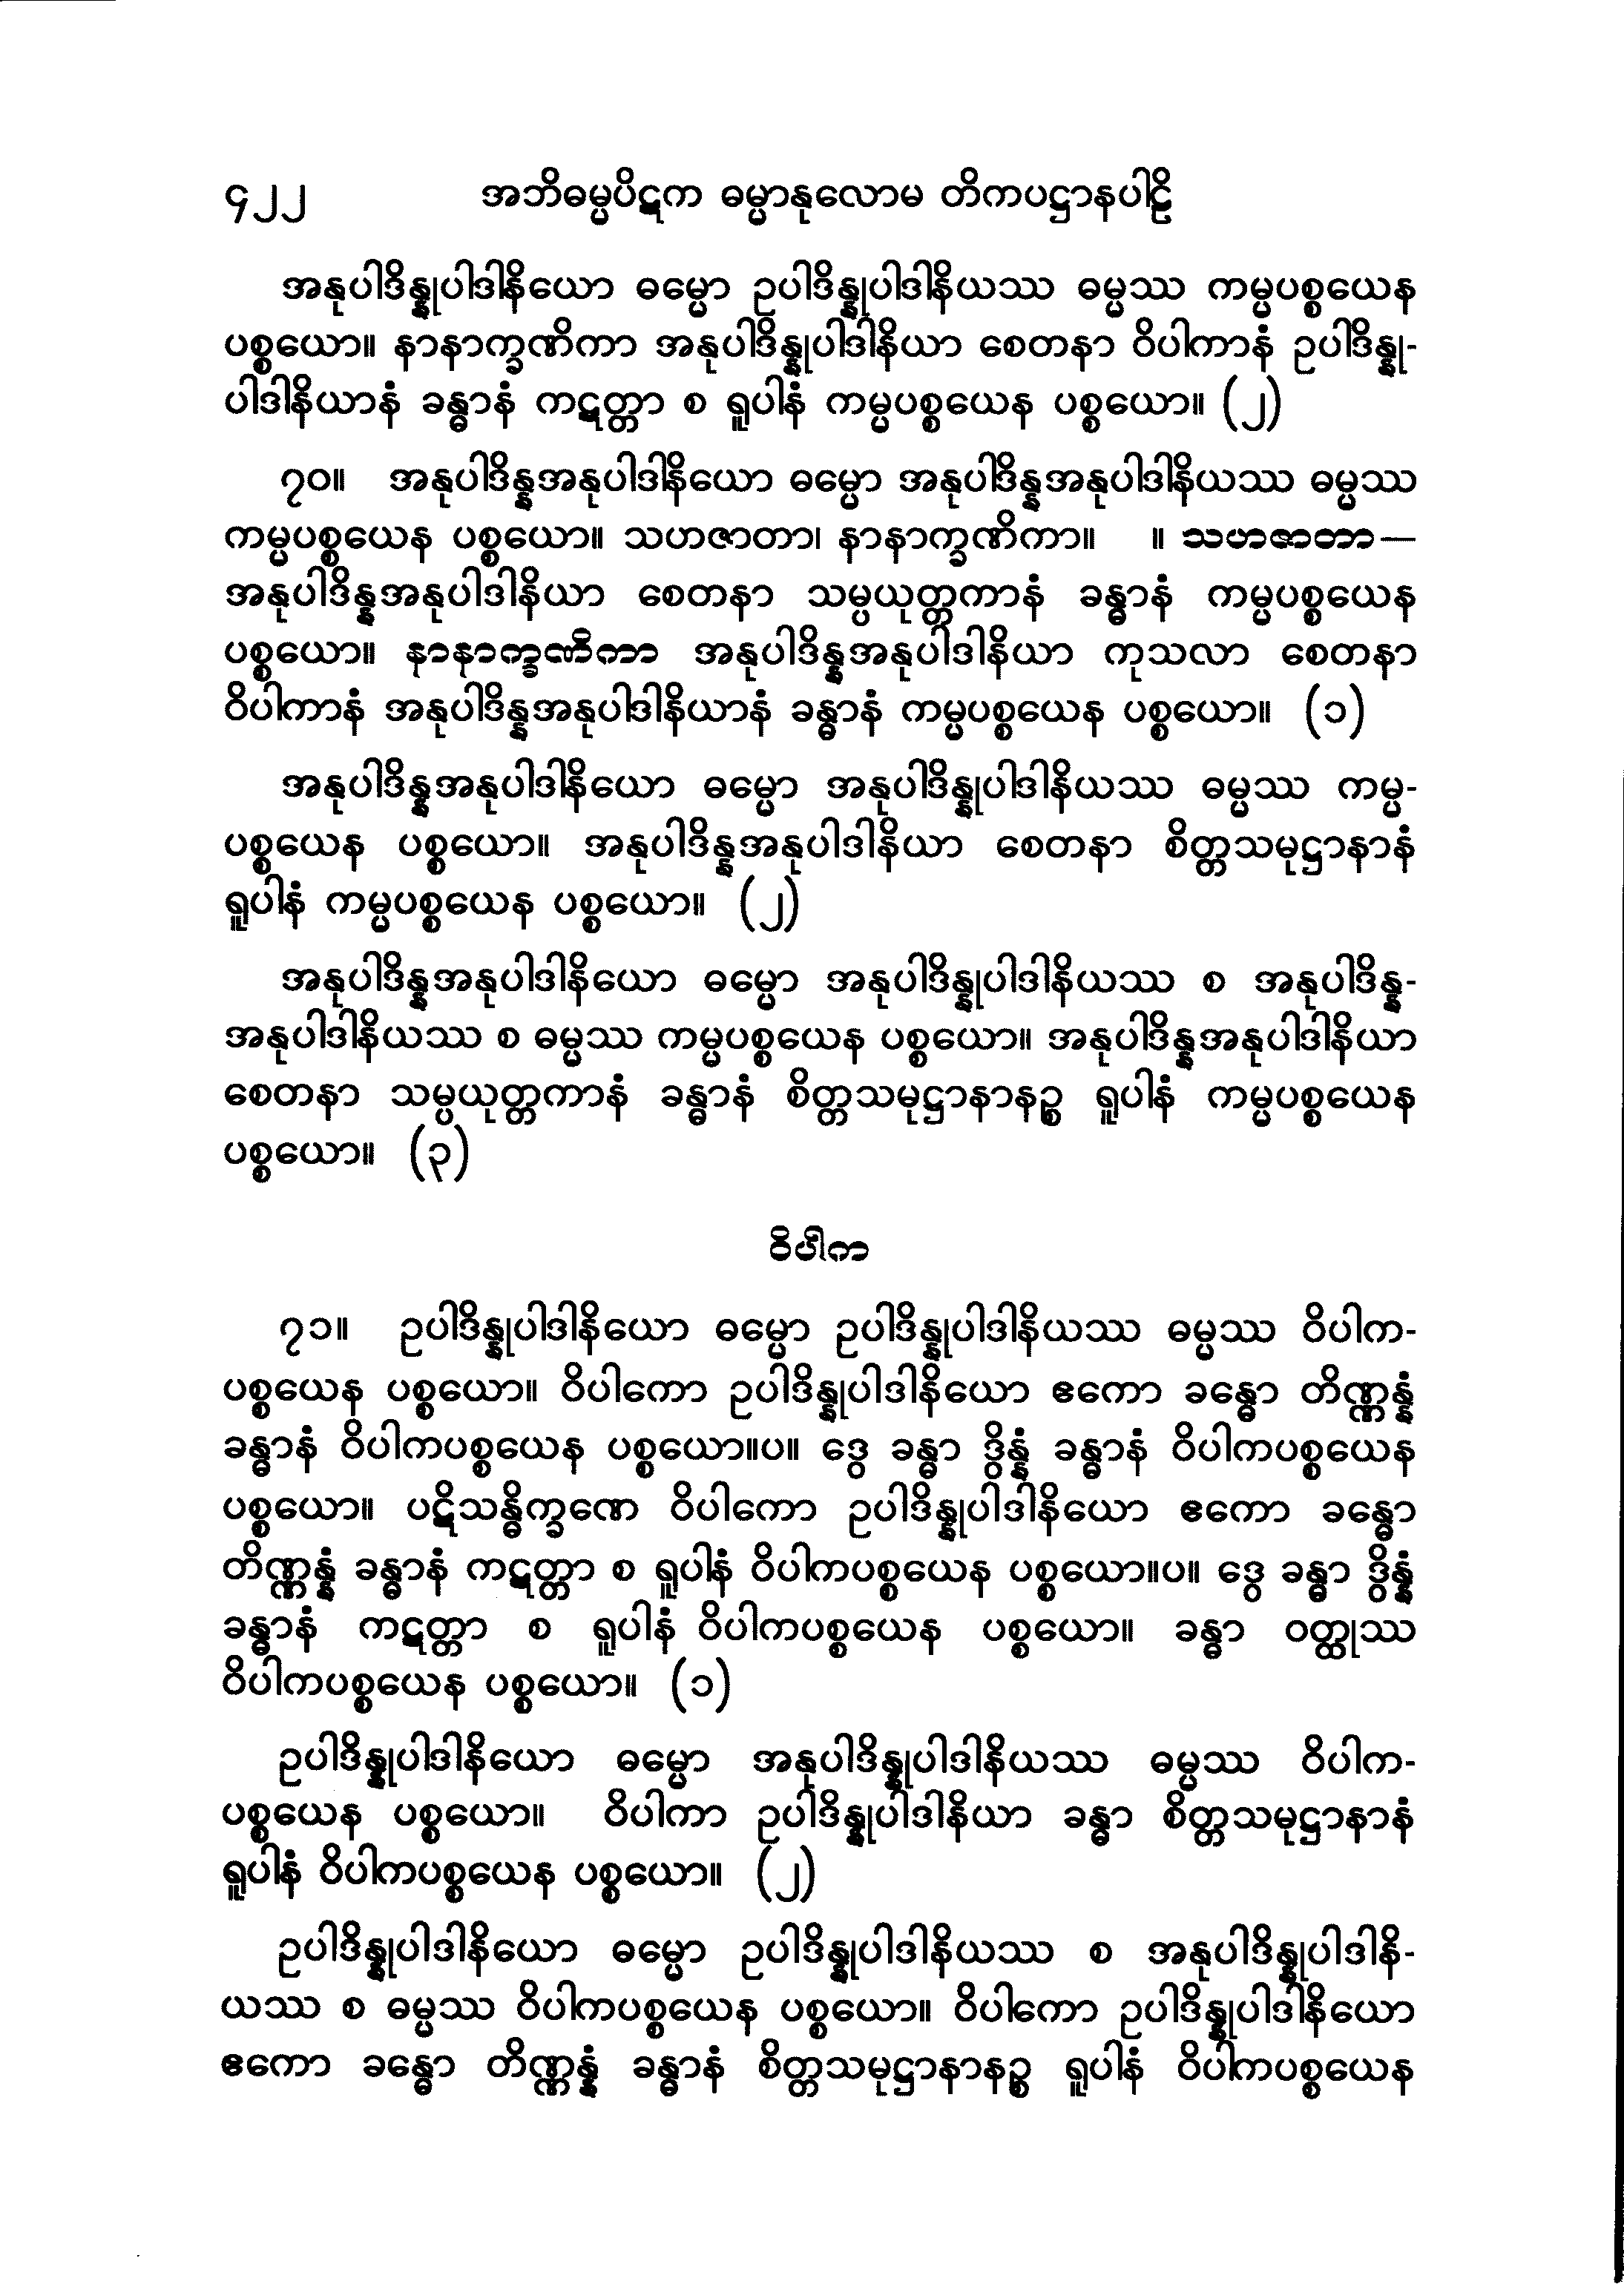 ၄၂၂ အဘိဓမ္မပိဋက ဓမ္မာနုလောမ တိကပဋ္ဌာနပါဠိ
အနုပါဒိန္နုပါဒါနိယော ဓမ္မော ဥပါဒိန္နုပါဒါနိယဿ ဓမ္မဿ ကမ္မပစ္စယေန
ပစ္စယော။ နာနာက္ခဏိကာ အနုပါဒိန္နုပါဒါနိယာ စေတနာ ဝိပါကာနံ ဥပါဒိန္နု-
ပါဒါနိယာနံ ခန္ဓာနံ ကဋတ္တာ စ ရူပါနံ ကမ္မပစ္စယေန ပစ္စယော။ (၂)
၇၀။ အနုပါဒိန္နအနုပါဒါနိယော ဓမ္မော အနုပါဒိန္နအနုပါဒါနိယဿ ဓမ္မဿ
ကမ္မပစ္စယေန ပစ္စယော။ သဟဇာတာ၊ နာနာက္ခဏိကာ။ ။ သဟဇာတာ—
အနုပါဒိန္နအနုပါဒါနိယာ စေတနာ သမ္ပယုတ္တကာနံ ခန္ဓာနံ ကမ္မပစ္စယေန
ပစ္စယော။ နာနာက္ခဏိကာ အနုပါဒိန္နအနုပါဒါနိယာ ကုသလာ စေတနာ
ဝိပါကာနံ အနုပါဒိန္နအနုပါဒါနိယာနံ ခန္ဓာနံ ကမ္မပစ္စယေန ပစ္စယော။ (၁)
အနုပါဒိန္နအနုပါဒါနိယော ဓမ္မော အနုပါဒိန္နုပါဒါနိယဿ ဓမ္မဿ ကမ္မ-
ပစ္စယေန ပစ္စယော။ အနုပါဒိန္နအနုပါဒါနိယာ စေတနာ စိတ္တသမုဋ္ဌာနာနံ
ရူပါနံ ကမ္မပစ္စယေန ပစ္စယော။ (၂)
အနုပါဒိန္နအနုပါဒါနိယော ဓမ္မော အနုပါဒိန္နုပါဒါနိယဿ စ အနုပါဒိန္န-
အနုပါဒါနိယဿ စ ဓမ္မဿ ကမ္မပစ္စယေန ပစ္စယော။ အနုပါဒိန္နအနုပါဒါနိယာ
စေတနာ သမ္ပယုတ္တကာနံ ခန္ဓာနံ စိတ္တသမုဋ္ဌာနာနဉ္စ ရူပါနံ ကမ္မပစ္စယေန
ပစ္စယော။ (၃)
ဝိပါက
၇၁။ ဥပါဒိန္နုပါဒါနိယော ဓမ္မော ဥပါဒိန္နုပါဒါနိယဿ ဓမ္မဿ ဝိပါက-
ပစ္စယေန ပစ္စယော။ ဝိပါကော ဥပါဒိန္နုပါဒါနိယော ဧကော ခန္ဓော တိဏ္ဏန္နံ
ခန္ဓာနံ ဝိပါကပစ္စယေန ပစ္စယော။ပ။ ဒွေ ခန္ဓာ ဒွိန္နံ ခန္ဓာနံ ဝိပါကပစ္စယေန
ပစ္စယော။ ပဋိသန္ဓိက္ခဏေ ဝိပါကော ဥပါဒိန္နုပါဒါနိယော ဧကော ခန္ဓော
တိဏ္ဏန္နံ ခန္ဓာနံ ကဋတ္တာ စ ရူပါနံ ဝိပါကပစ္စယေန ပစ္စယော။ပ။ ဒွေ ခန္ဓာ ဒွိန္နံ
ခန္ဓာနံ ကဋတ္တာ စ ရူပါနံ ဝိပါကပစ္စယေန ပစ္စယော။ ခန္ဓာ ဝတ္ထုဿ
ဝိပါကပစ္စယေန ပစ္စယော။ (၁)
ဥပါဒိန္နုပါဒါနိယော ဓမ္မော အနုပါဒိန္နုပါဒါနိယဿ ဓမ္မဿ ဝိပါက-
ပစ္စယေန ပစ္စယော။ ဝိပါကာ ဥပါဒိန္နုပါဒါနိယာ ခန္ဓာ စိတ္တသမုဋ္ဌာနာနံ
ရူပါနံ ဝိပါကပစ္စယေန ပစ္စယော။ (၂)
ဥပါဒိန္နုပါဒါနိယော ဓမ္မော ဥပါဒိန္နုပါဒါနိယဿ စ အနုပါဒိန္နုပါဒါနိ-
ယဿ စ ဓမ္မဿ ဝိပါကပစ္စယေန ပစ္စယော။ ဝိပါကော ဥပါဒိန္နုပါဒါနိယော
ဧကော ခန္ဓော တိဏ္ဏန္နံ ခန္ဓာနံ စိတ္တသမုဋ္ဌာနာနဉ္စ ရူပါနံ ဝိပါကပစ္စယေန